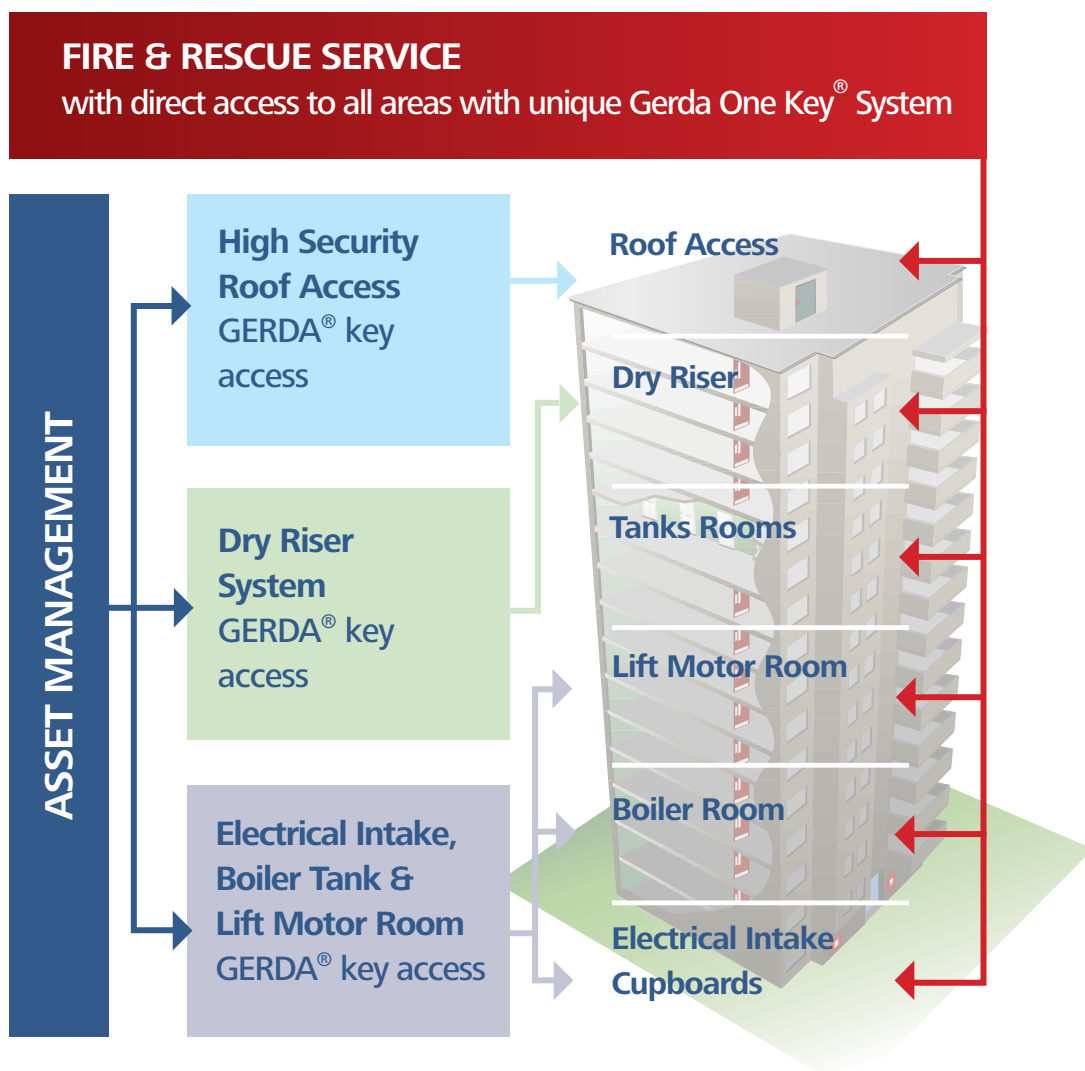 FIRE & RESCUE SERVICE
with direct access to all areas with unique Gerda One Key® System
ASSET MANAGEMENT
High Security
Roof Access
GERDA® key
access
Dry Riser
System
GERDA® key
access
Electrical Intake,
Boiler Tank &
Lift Motor Room
GERDA® key access
Roof Access
Dry Riser
Tanks Rooms
Lift Motor Room
Boiler Room
Electrical Intake
Cupboards